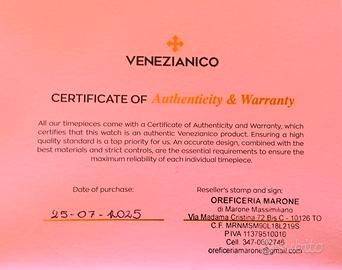 VENEZIANICO
CERTIFICATE OF Authenticity & Warranty
All our timepieces come with a Certificate of Authenticity and Warranty, which
certifies that this watch is an authentic Venezianico product. Ensuring a high
quality standard is a top priority for us. An accurate design, combined with the
best materials and strict controls, are the essential requirements to ensure the
maximum reliability of each individual timepiece.
Date of purchase:
25-07-2025
Reseller's stamp and sign:
OREFICERIA MARONE
di Marone Massimiliano
Via Madama Cristina 72 Bis C - 10126 TO
C.F. MRNMSM90L18L219S
P.IVA 11379510016
Cell. 347-0602745
oreficeriamarone@gmail.com